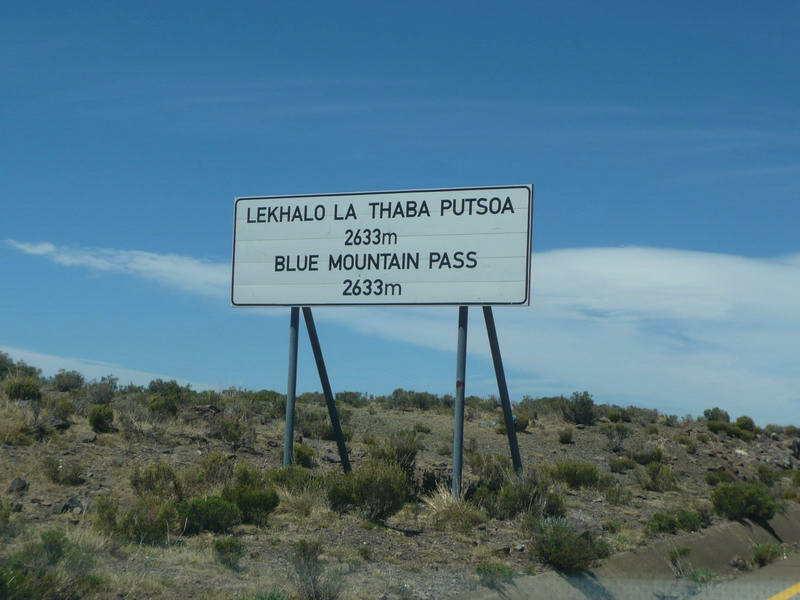 LEKHALO LA THABA PUTSOA
2633m
BLUE MOUNTAIN PASS
2633m